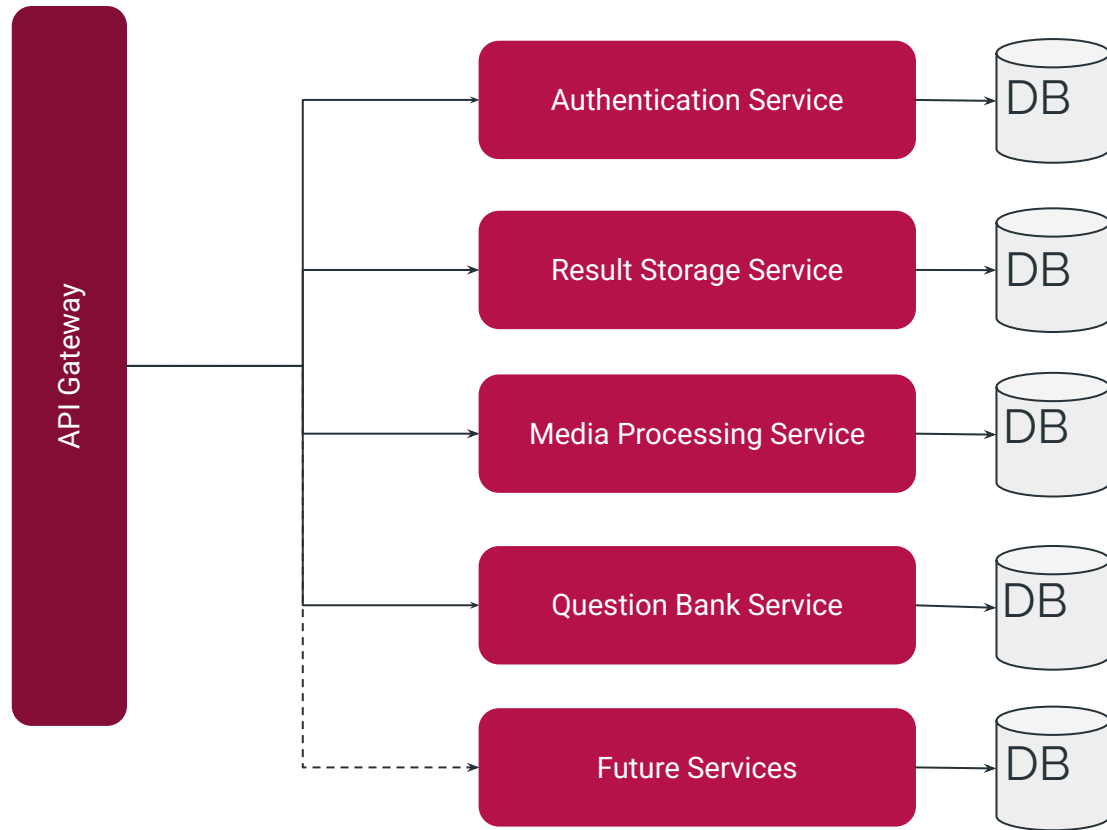 API Gateway
Authentication Service
DB
Result Storage Service
DB
Media Processing Service
DB
Question Bank Service
DB
Future Services
DB